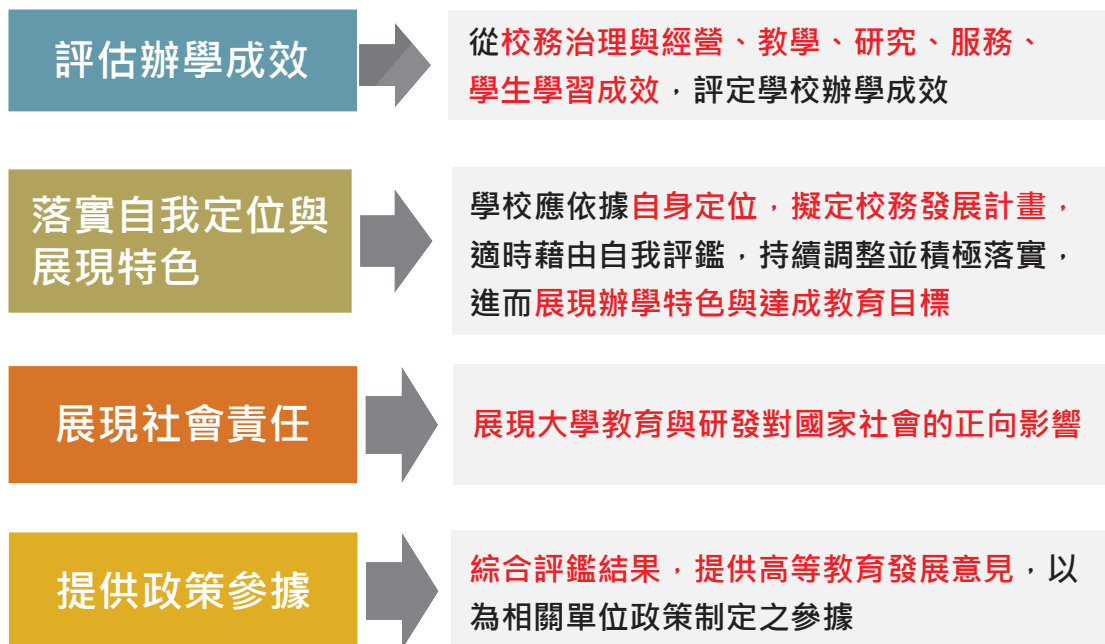 評估辦學成效
從校務治理與經營、教學、研究、服務、
學生學習成效，評定學校辦學成效
落實自我定位與
展現特色
學校應依據自身定位，擬定校務發展計畫，
適時藉由自我評鑑，持續調整並積極落實，
進而展現辦學特色與達成教育目標
展現社會責任
展現大學教育與研發對國家社會的正向影響
提供政策參據
綜合評鑑結果，提供高等教育發展意見，以
為相關單位政策制定之參據